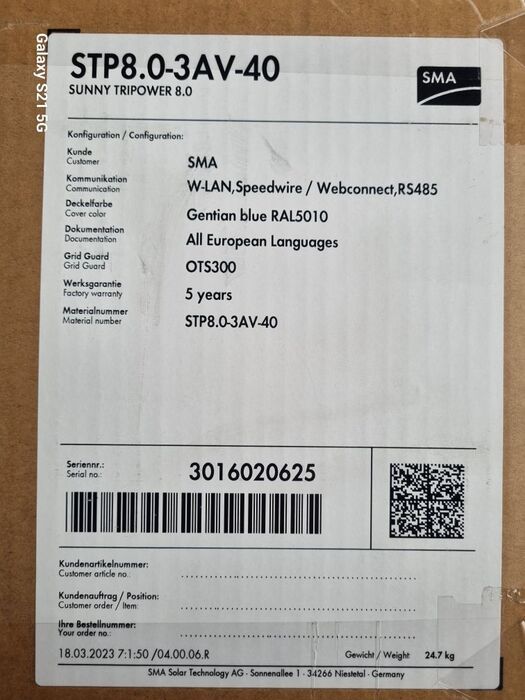 STP8.0-3AV-40
SUNNY TRIPOWER 8.0
SMA
Konfiguration / Configuration:
Kunde
Customer
SMA
Kommunikation
Communication
W-LAN,Speedwire / Webconnect,RS485
Deckelfarbe
Cover color
Gentian blue RAL5010
Dokumentation
Documentation
All European Languages
Grid Guard
Grid Guard
OTS300
Werksgarantie
Factory warranty
5 years
Materialnummer
Material number
STP8.0-3AV-40
Seriennr.:
Serial no.:
3016020625
Kundenartikelnummer:
Customer article no.
Kundenauftrag / Position:
Customer order / Item:
Ihre Bestellnummer:
Your order no.:
18.03.2023 7:1:50 /04.00.06.R
Gewicht / Weight 24.7 kg
SMA Solar Technology AG · Sonnenallee 1 · 34266 Niestetal · Germany
Galaxy S21 5G